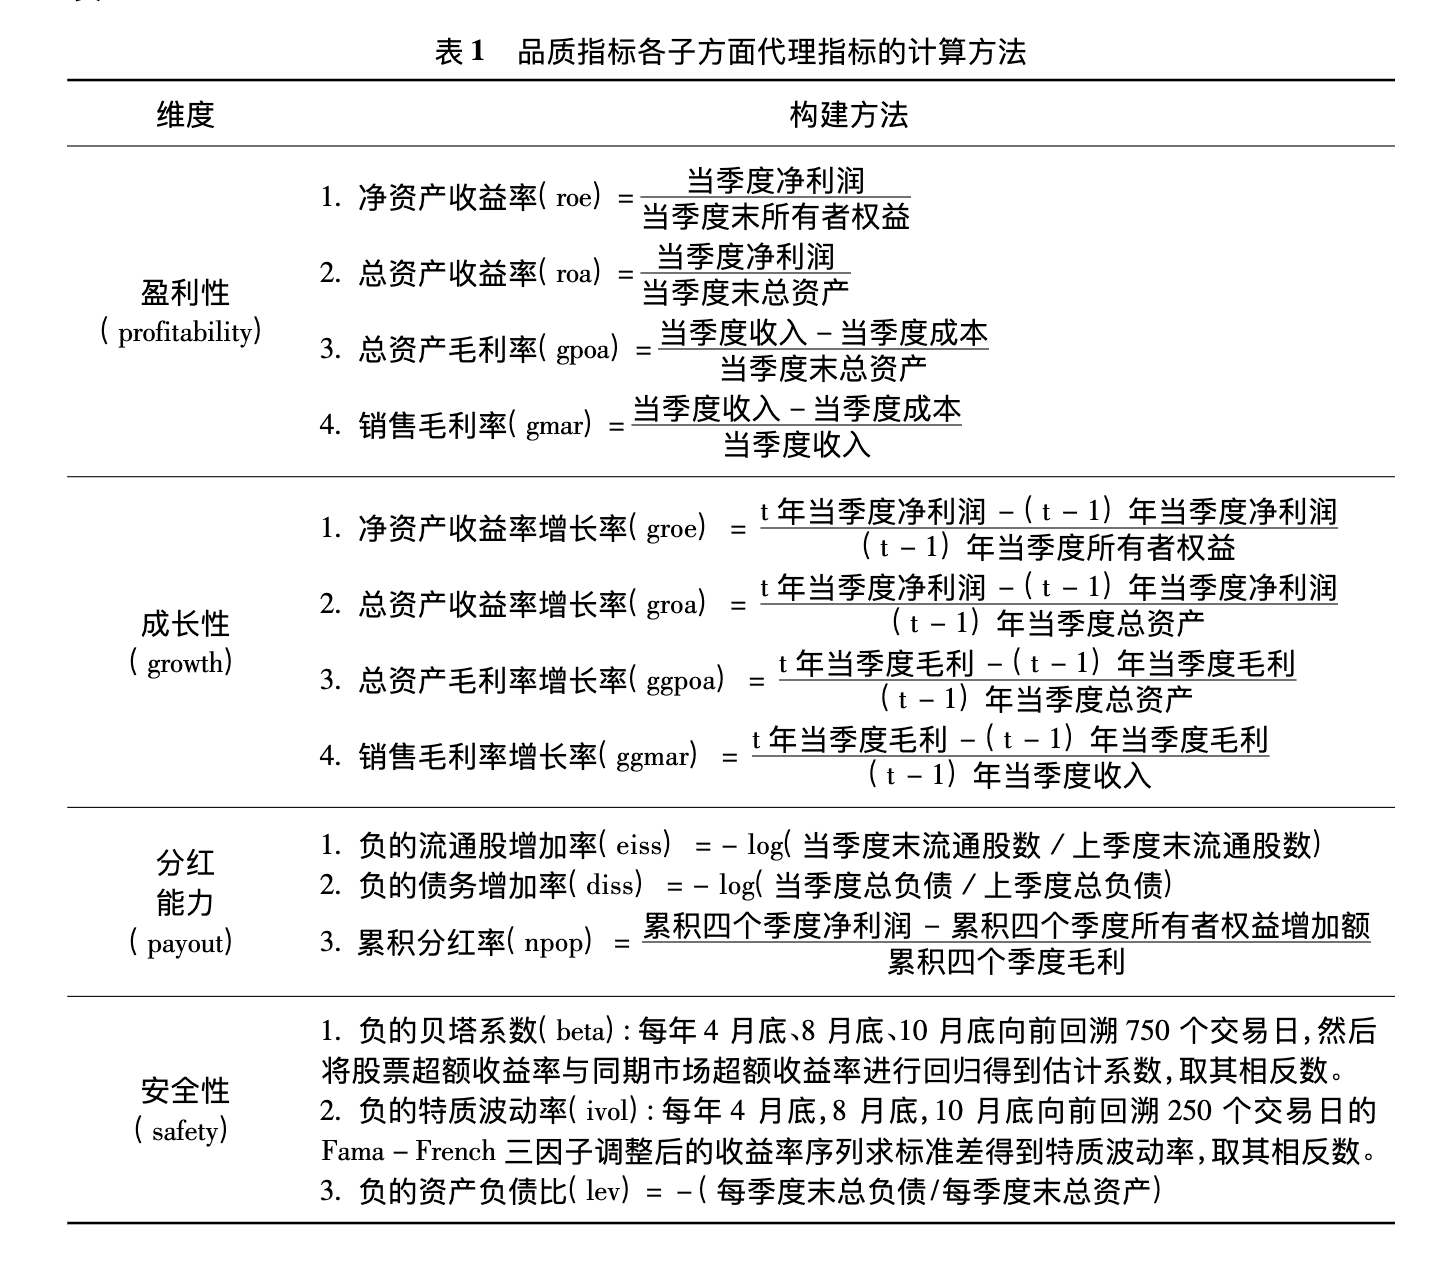 表1 品质指标各子方面代理指标的计算方法
维度 构建方法
盈利性
(profitability)
1. 净资产收益率(roe) = 当季度净利润
当季度末所有者权益
2. 总资产收益率(roa) = 当季度净利润
当季度末总资产
3. 总资产毛利率(gpoa) = 当季度收入 - 当季度成本
当季度末总资产
4. 销售毛利率(gmar) = 当季度收入 - 当季度成本
当季度收入
成长性
(growth)
1. 净资产收益率增长率(groe) = t年当季度净利润 - (t - 1) 年当季度净利润
(t - 1) 年当季度所有者权益
2. 总资产收益率增长率(groa) = t年当季度净利润 - (t - 1) 年当季度净利润
(t - 1) 年当季度总资产
3. 总资产毛利率增长率(ggpoa) = t年当季度毛利 - (t - 1) 年当季度毛利
(t - 1) 年当季度总资产
4. 销售毛利率增长率(ggmar) = t年当季度毛利 - (t - 1) 年当季度毛利
(t - 1) 年当季度收入
分红
能力
(payout)
1. 负的流通股增加率(eiss) = - log(当季度末流通股数 / 上季度末流通股数)
2. 负的债务增加率(diss) = - log(当季度总负债 / 上季度总负债)
3. 累积分红率(npop) = 累积四个季度净利润 - 累积四个季度所有者权益增加额
累积四个季度毛利
安全性
(safety)
1. 负的贝塔系数(beta):每年4月底、8月底、10月底向前回溯750个交易日,然后
将股票超额收益率与同期市场超额收益率进行回归得到估计系数,取其相反数。
2. 负的特质波动率(ivol):每年4月底,8月底,10月底向前回溯250个交易日的
Fama - French 三因子调整后的收益率序列求标准差得到特质波动率,取其相反数。
3. 负的资产负债比(lev) = -(每季度末总负债/每季度末总资产)